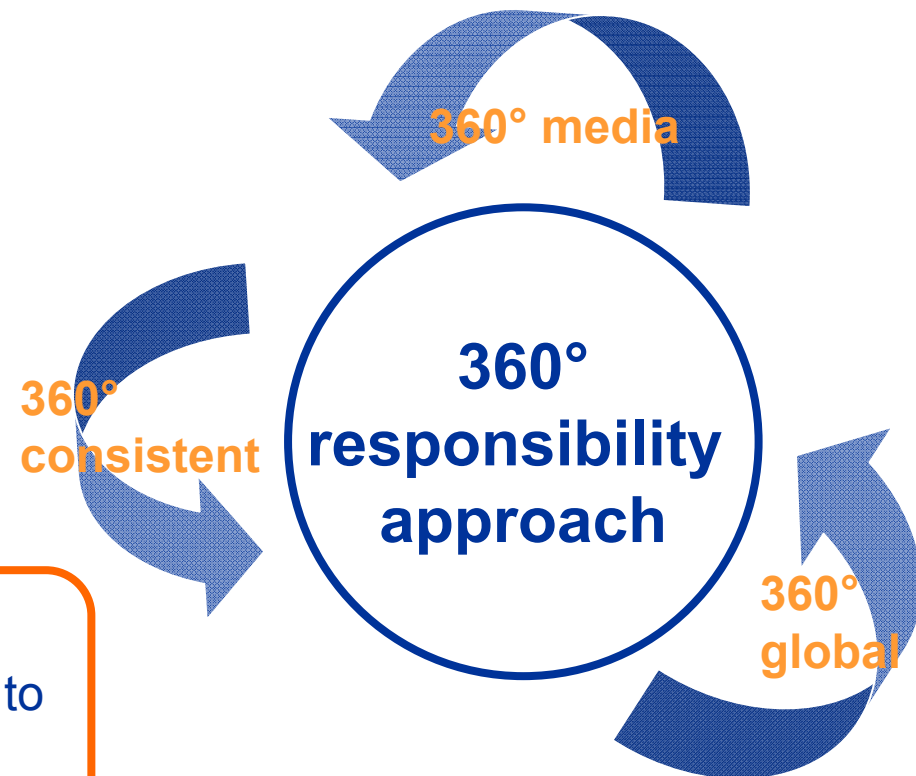 360° media
360°
responsibility
approach
360°
consistent
360°
global
to